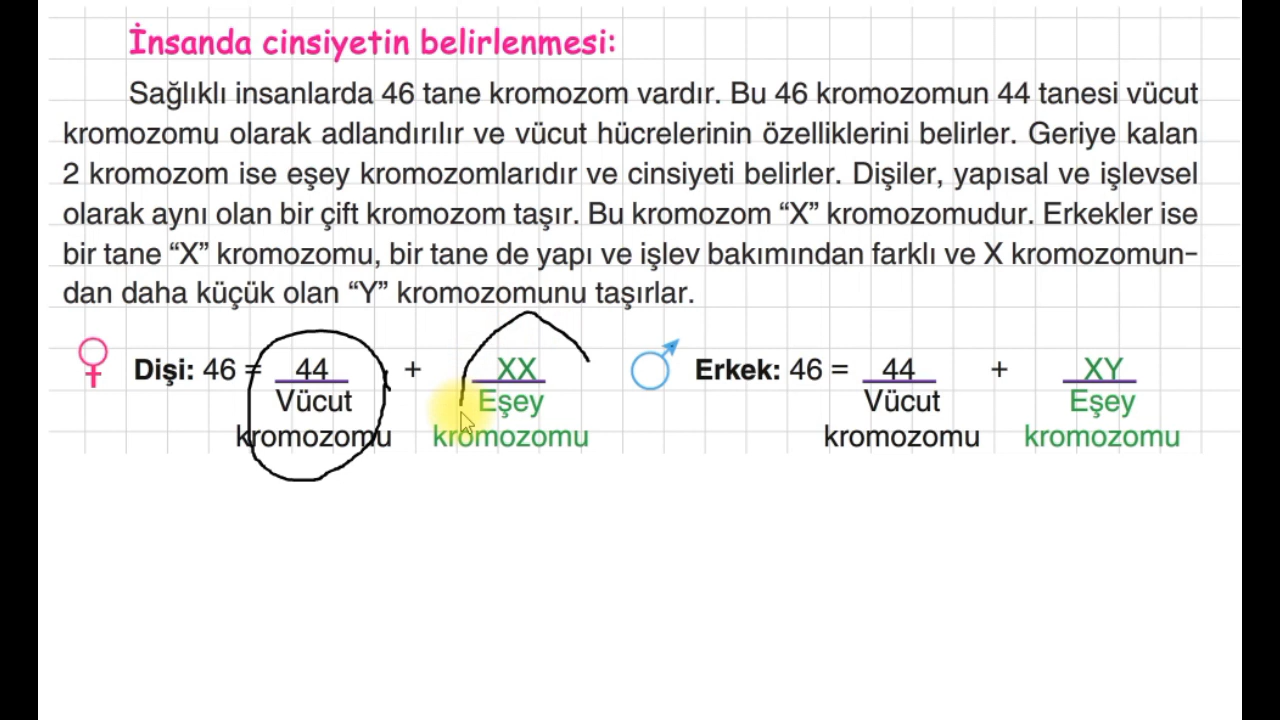 İnsanda cinsiyetin belirlenmesi:
Sağlıklı insanlarda 46 tane kromozom vardır. Bu 46 kromozomun 44 tanesi vücut
kromozomu olarak adlandırılır ve vücut hücrelerinin özelliklerini belirler. Geriye kalan
2 kromozom ise eşey kromozomlarıdır ve cinsiyeti belirler. Dişiler, yapısal ve işlevsel
olarak aynı olan bir çift kromozom taşır. Bu kromozom “X” kromozomudur. Erkekler ise
bir tane “X” kromozomu, bir tane de yapı ve işlev bakımından farklı ve X kromozomun-
dan daha küçük olan “Y” kromozomunu taşırlar.
♀ Dişi: 46 = 44 + XX ♂ Erkek: 46 = 44 + XY
Vücut Eşey Vücut Eşey
kromozomu kromozomu kromozomu kromozomu